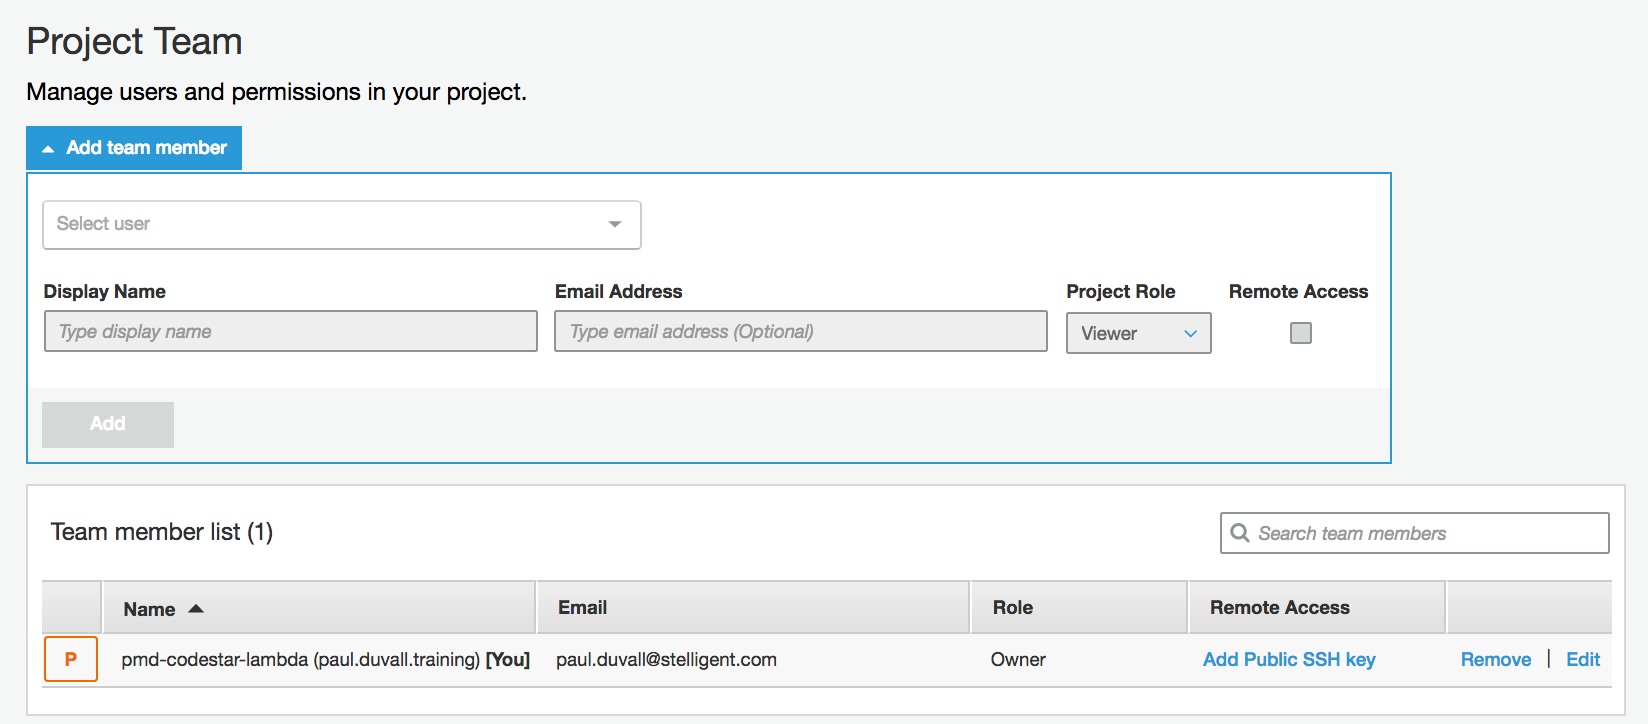 Project Team
Manage users and permissions in your project.
Add team member
Select user
Display Name Email Address Project Role Remote Access
Type display name Type email address (Optional) Viewer
Add
Team member list (1) Search team members
Name Email Role Remote Access
P pmd-codestar-lambda (paul.duvall.training) [You] paul.duvall@stelligent.com Owner Add Public SSH key Remove | Edit